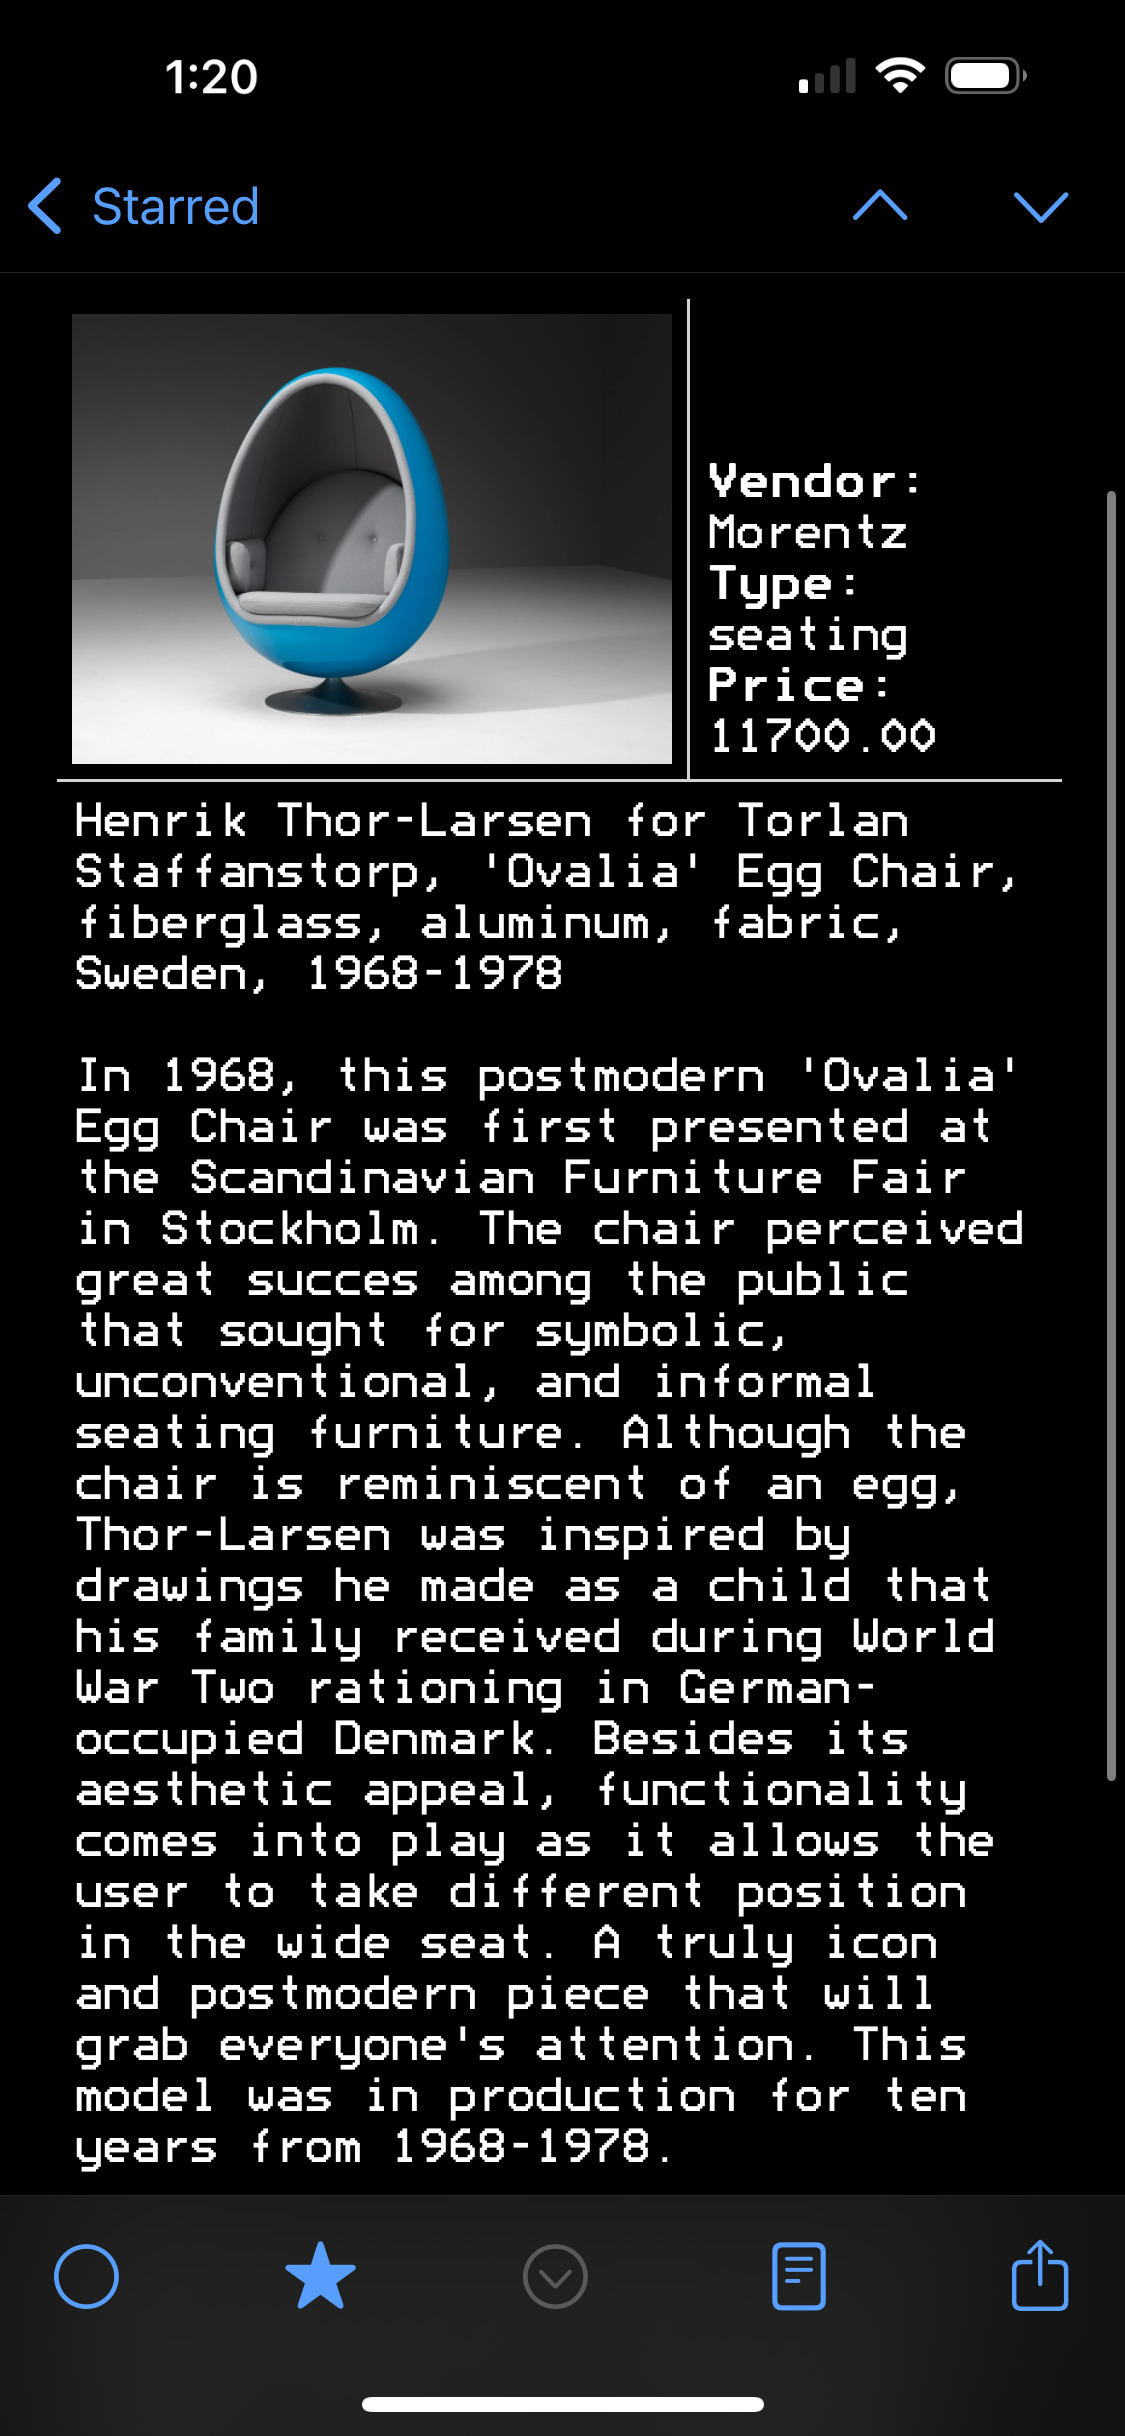 1:20
Starred
Vendor:
Morentz
Type:
seating
Price:
11700.00
Henrik Thor-Larsen for Torlan
Staffanstorp, 'Ovalia' Egg Chair,
fiberglass, aluminum, fabric,
Sweden, 1968-1978
In 1968, this postmodern 'Ovalia'
Egg Chair was first presented at
the Scandinavian Furniture Fair
in Stockholm. The chair perceived
great succes among the public
that sought for symbolic,
unconventional, and informal
seating furniture. Although the
chair is reminiscent of an egg,
Thor-Larsen was inspired by
drawings he made as a child that
his family received during World
War Two rationing in German-
occupied Denmark. Besides its
aesthetic appeal, functionality
comes into play as it allows the
user to take different position
in the wide seat. A truly icon
and postmodern piece that will
grab everyone's attention. This
model was in production for ten
years from 1968-1978.